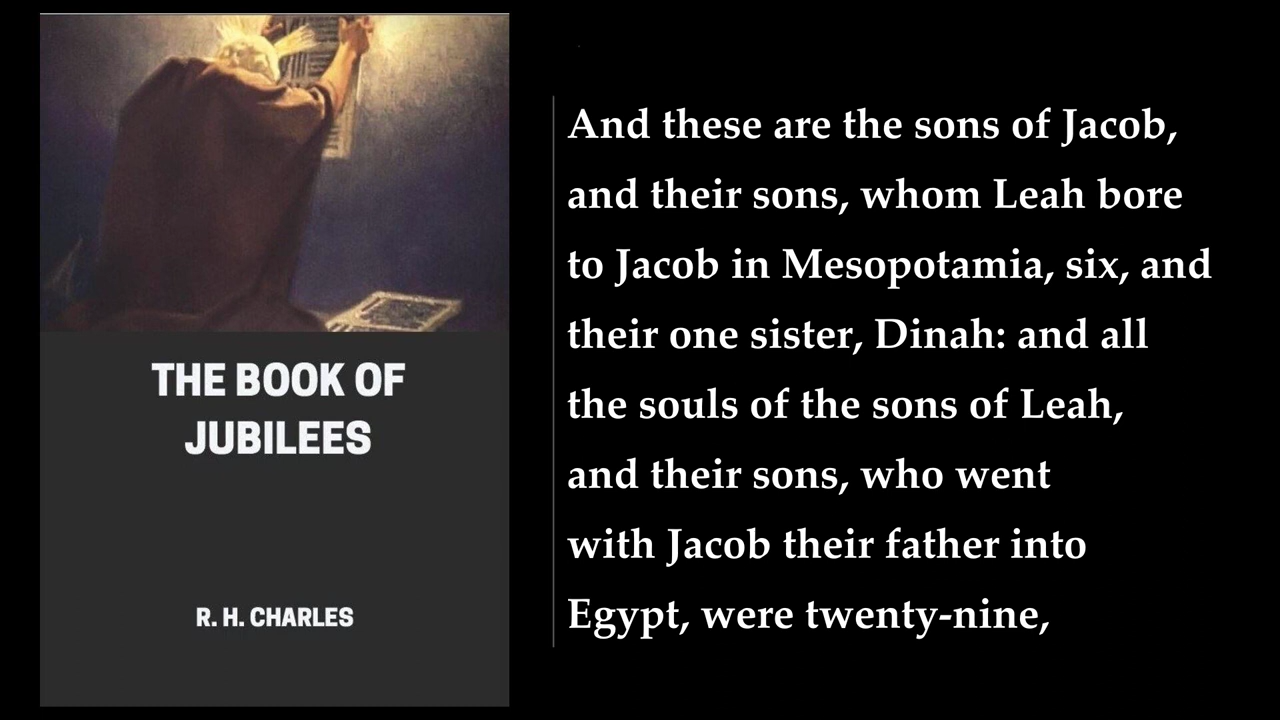 THE BOOK OF
JUBILEES
R. H. CHARLES
And these are the sons of Jacob,
and their sons, whom Leah bore
to Jacob in Mesopotamia, six, and
their one sister, Dinah: and all
the souls of the sons of Leah,
and their sons, who went
with Jacob their father into
Egypt, were twenty-nine,